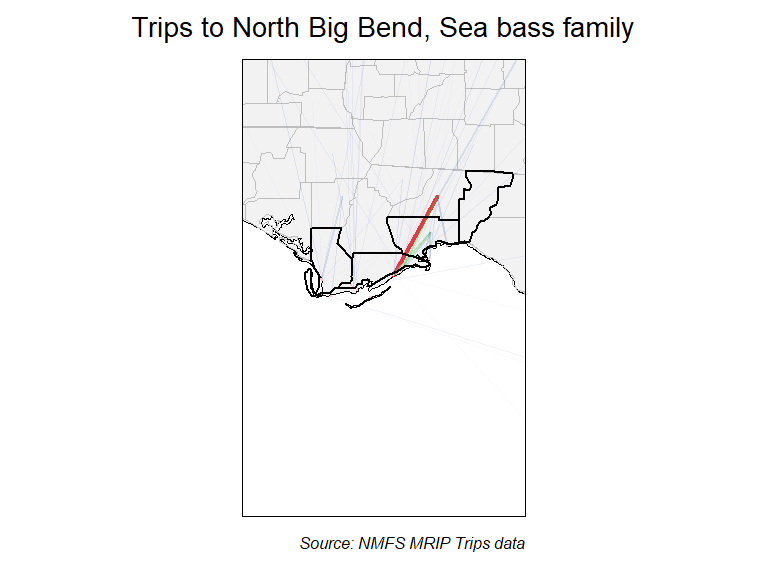 Trips to North Big Bend, Sea bass family
Source: NMFS MRIP Trips data